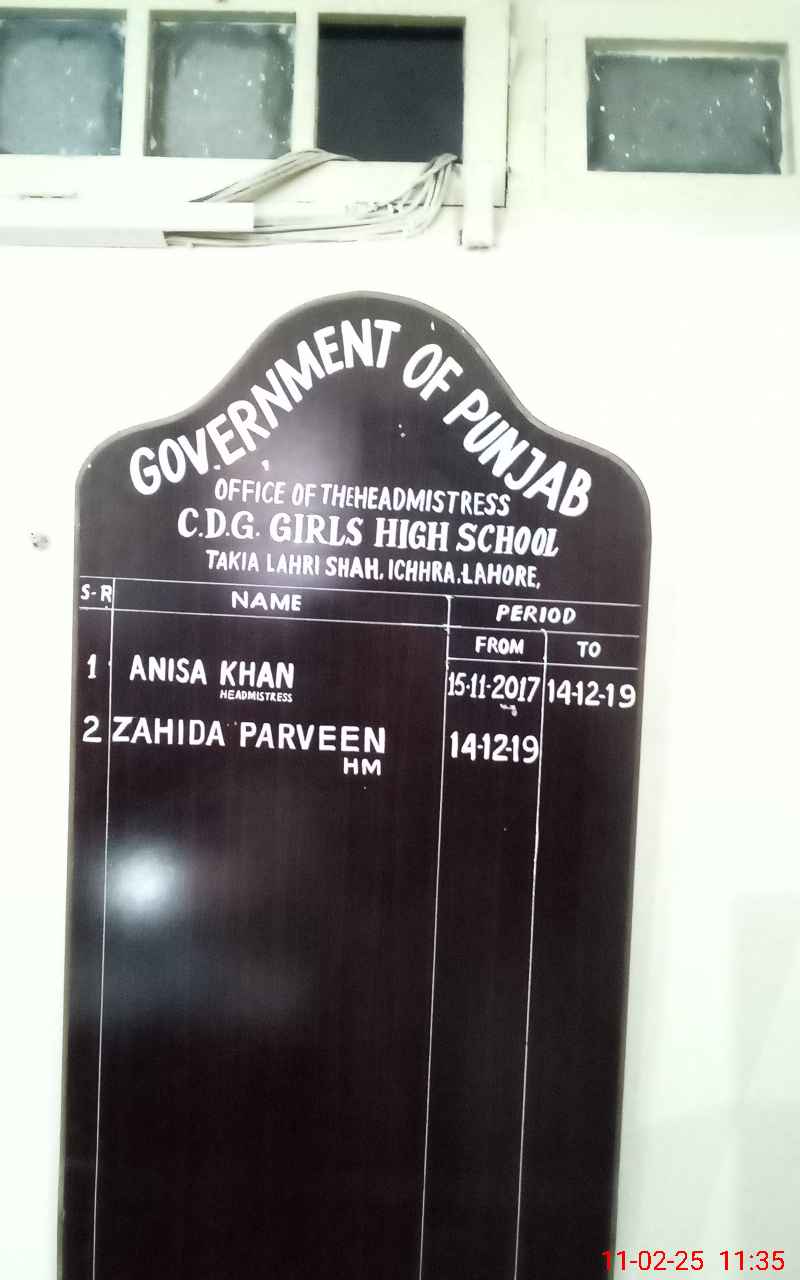 GOVERNMENT OF PUNJAB
OFFICE OF THE HEADMISTRESS
C.D.G. GIRLS HIGH SCHOOL
TAKIA LAHRI SHAH, ICHHRA, LAHORE,
S-R NAME PERIOD
FROM TO
1 ANISA KHAN 15-11-2017 14-12-19
HEADMISTRESS
2 ZAHIDA PARVEEN 14-12-19
HM
11-02-25 11:35